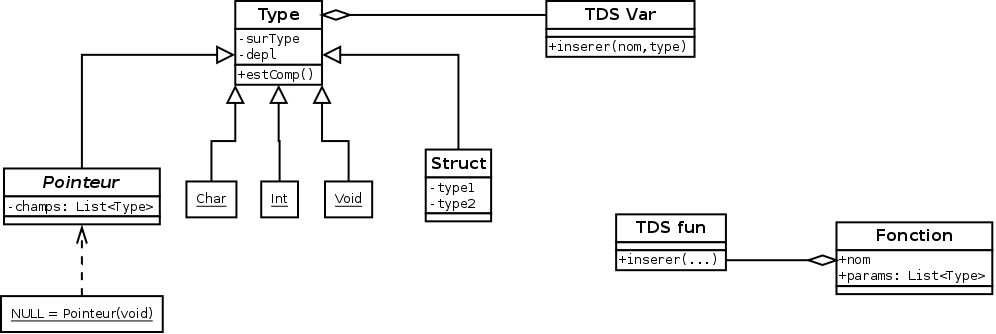 Type
-surType
-depl
+estComp()
TDS Var
+inserer(nom,type)
Pointeur
-champs: List<Type>
Char
Int
Void
Struct
-type1
-type2
NULL = Pointeur(void)
TDS fun
+inserer(...)
Fonction
+nom
+params: List<Type>